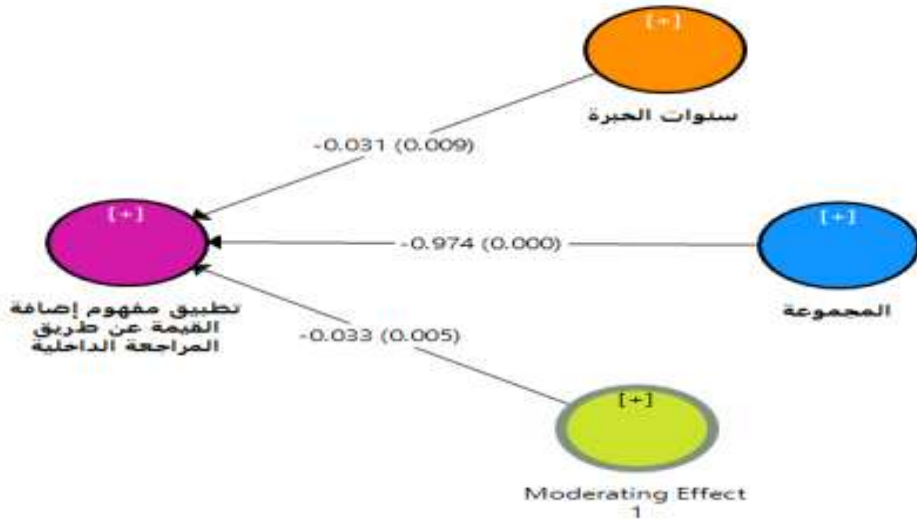 [+]
سنوات الخبرة
-0.031 (0.009)
[+]
تطبيق مفهوم إضافة
القيمة عن طريق
المراجعة الداخلية
-0.974 (0.000)
[+]
المجموعة
-0.033 (0.005)
[+]
Moderating Effect
1